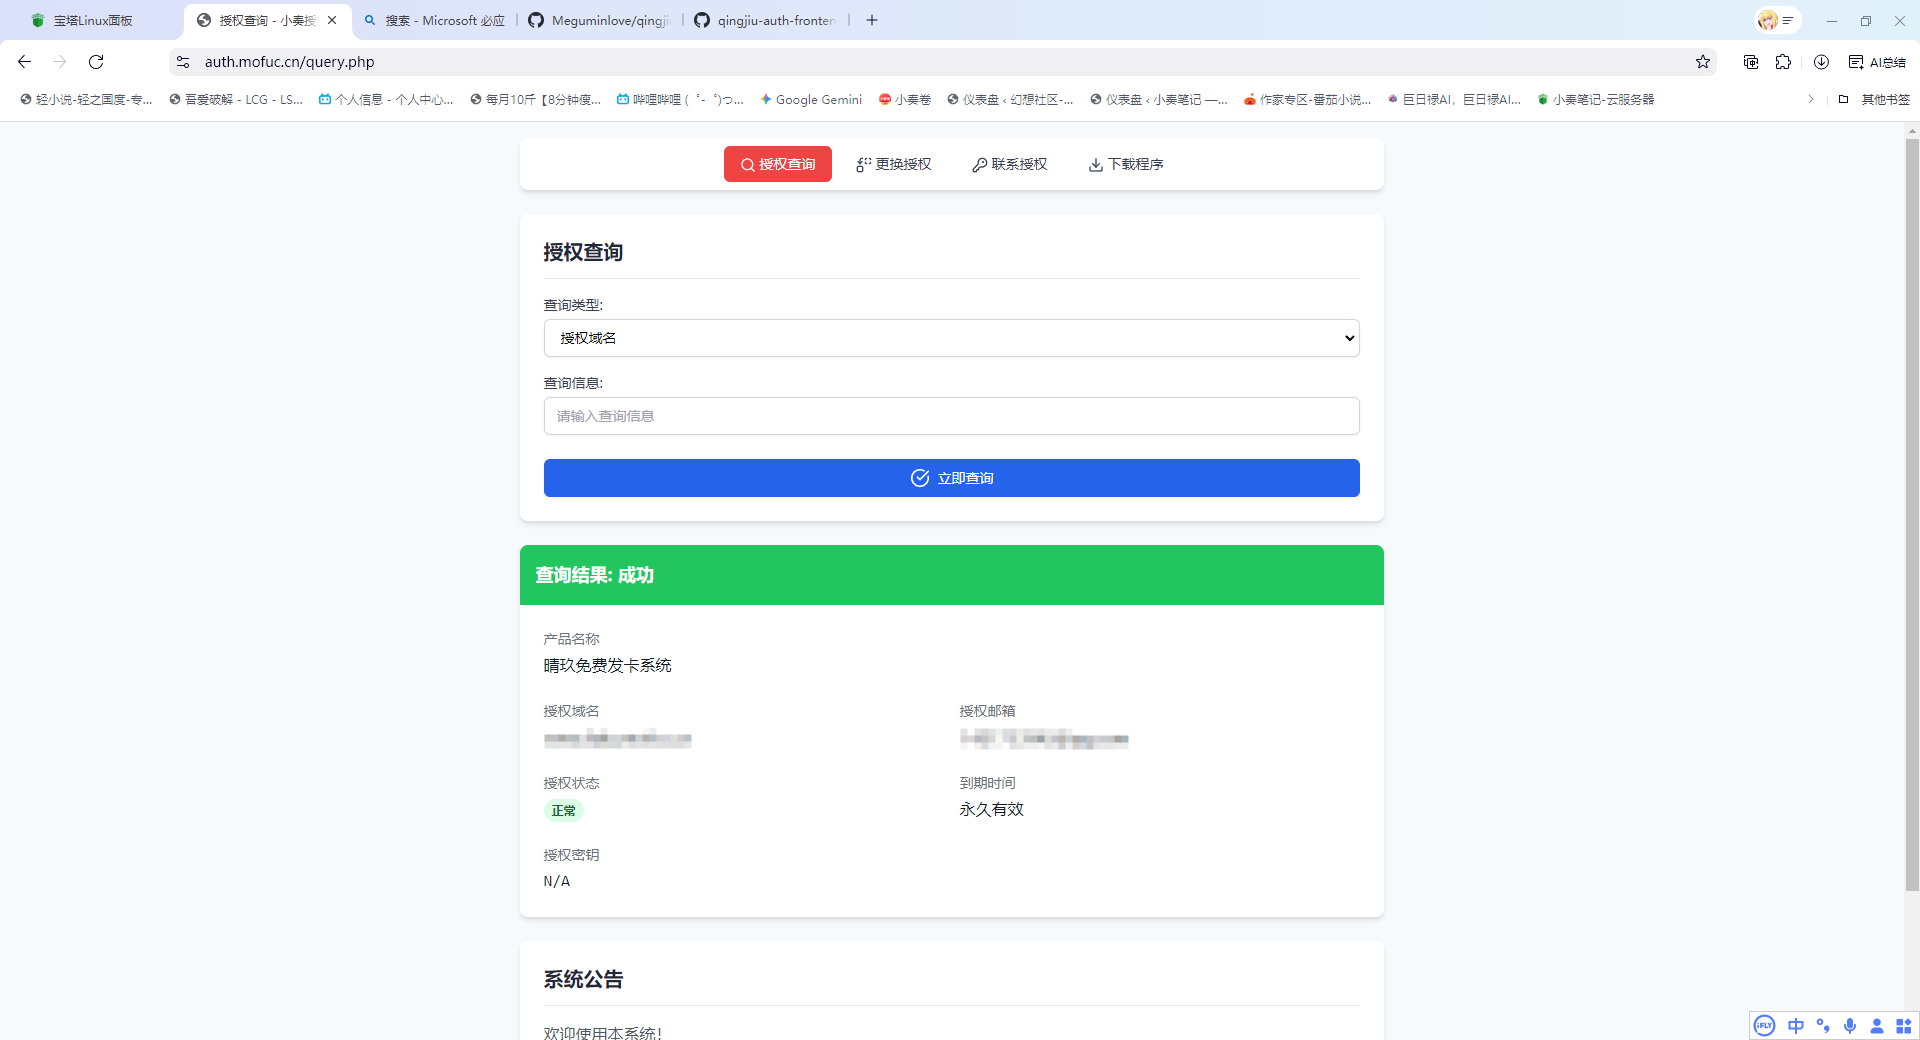 宝塔Linux面板
授权查询 - 小奏授
搜索 - Microsoft 必应
Meguminlove/qingji
qingjiu-auth-fronten
auth.mofuc.cn/query.php
AI总结
轻小说-轻之国度-专...
吾爱破解 - LCG - LS...
个人信息 - 个人中心...
每月10斤【8分钟瘦...
哔哩哔哩 (゜-゜)つ...
Google Gemini
小奏卷
仪表盘 ‹ 幻想社区-...
仪表盘 ‹ 小奏笔记 —...
作家专区-番茄小说...
巨日禄AI，巨日禄AI...
小奏笔记-云服务器
其他书签
授权查询
更换授权
联系授权
下载程序
授权查询
查询类型:
授权域名
查询信息:
请输入查询信息
立即查询
查询结果: 成功
产品名称
晴玖免费发卡系统
授权域名
授权邮箱
授权状态
到期时间
正常
永久有效
授权密钥
N/A
系统公告
欢迎使用本系统！
iFLY
中